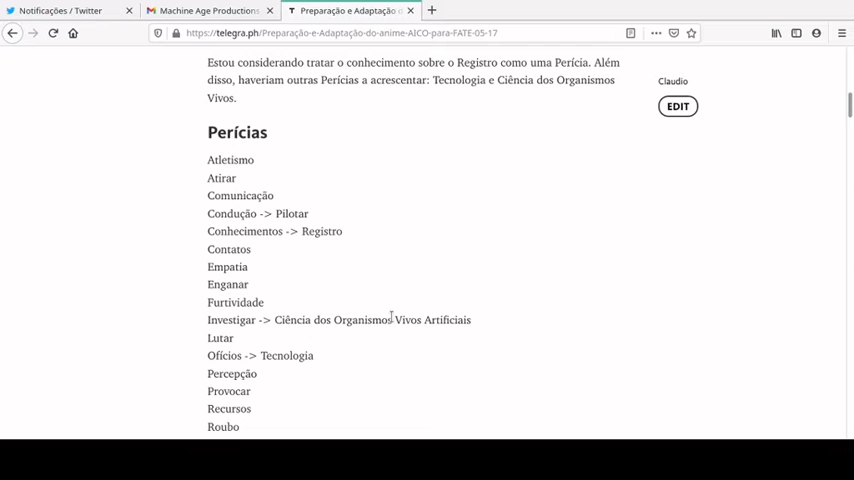 Notificações / Twitter
Machine Age Productions
Preparação e Adaptação d
https://telegra.ph/Preparação-e-Adaptação-do-anime-AICO-para-FATE-05-17
Estou considerando tratar o conhecimento sobre o Registro como uma Perícia. Além
disso, haveriam outras Perícias a acrescentar: Tecnologia e Ciência dos Organismos
Vivos.
Claudio
EDIT
Perícias
Atletismo
Atirar
Comunicação
Condução -> Pilotar
Conhecimentos -> Registro
Contatos
Empatia
Enganar
Furtividade
Investigar -> Ciência dos Organismos Vivos Artificiais
Lutar
Ofícios -> Tecnologia
Percepção
Provocar
Recursos
Roubo